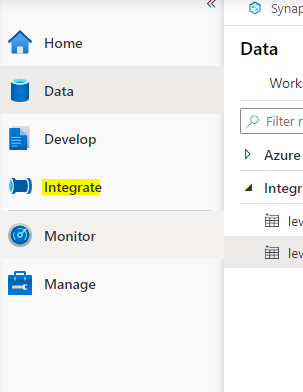 «
Synap
Home
Data
Data
Works
Develop
Filter r
Azure
Integrate
Integr
lev
Monitor
lev
Manage